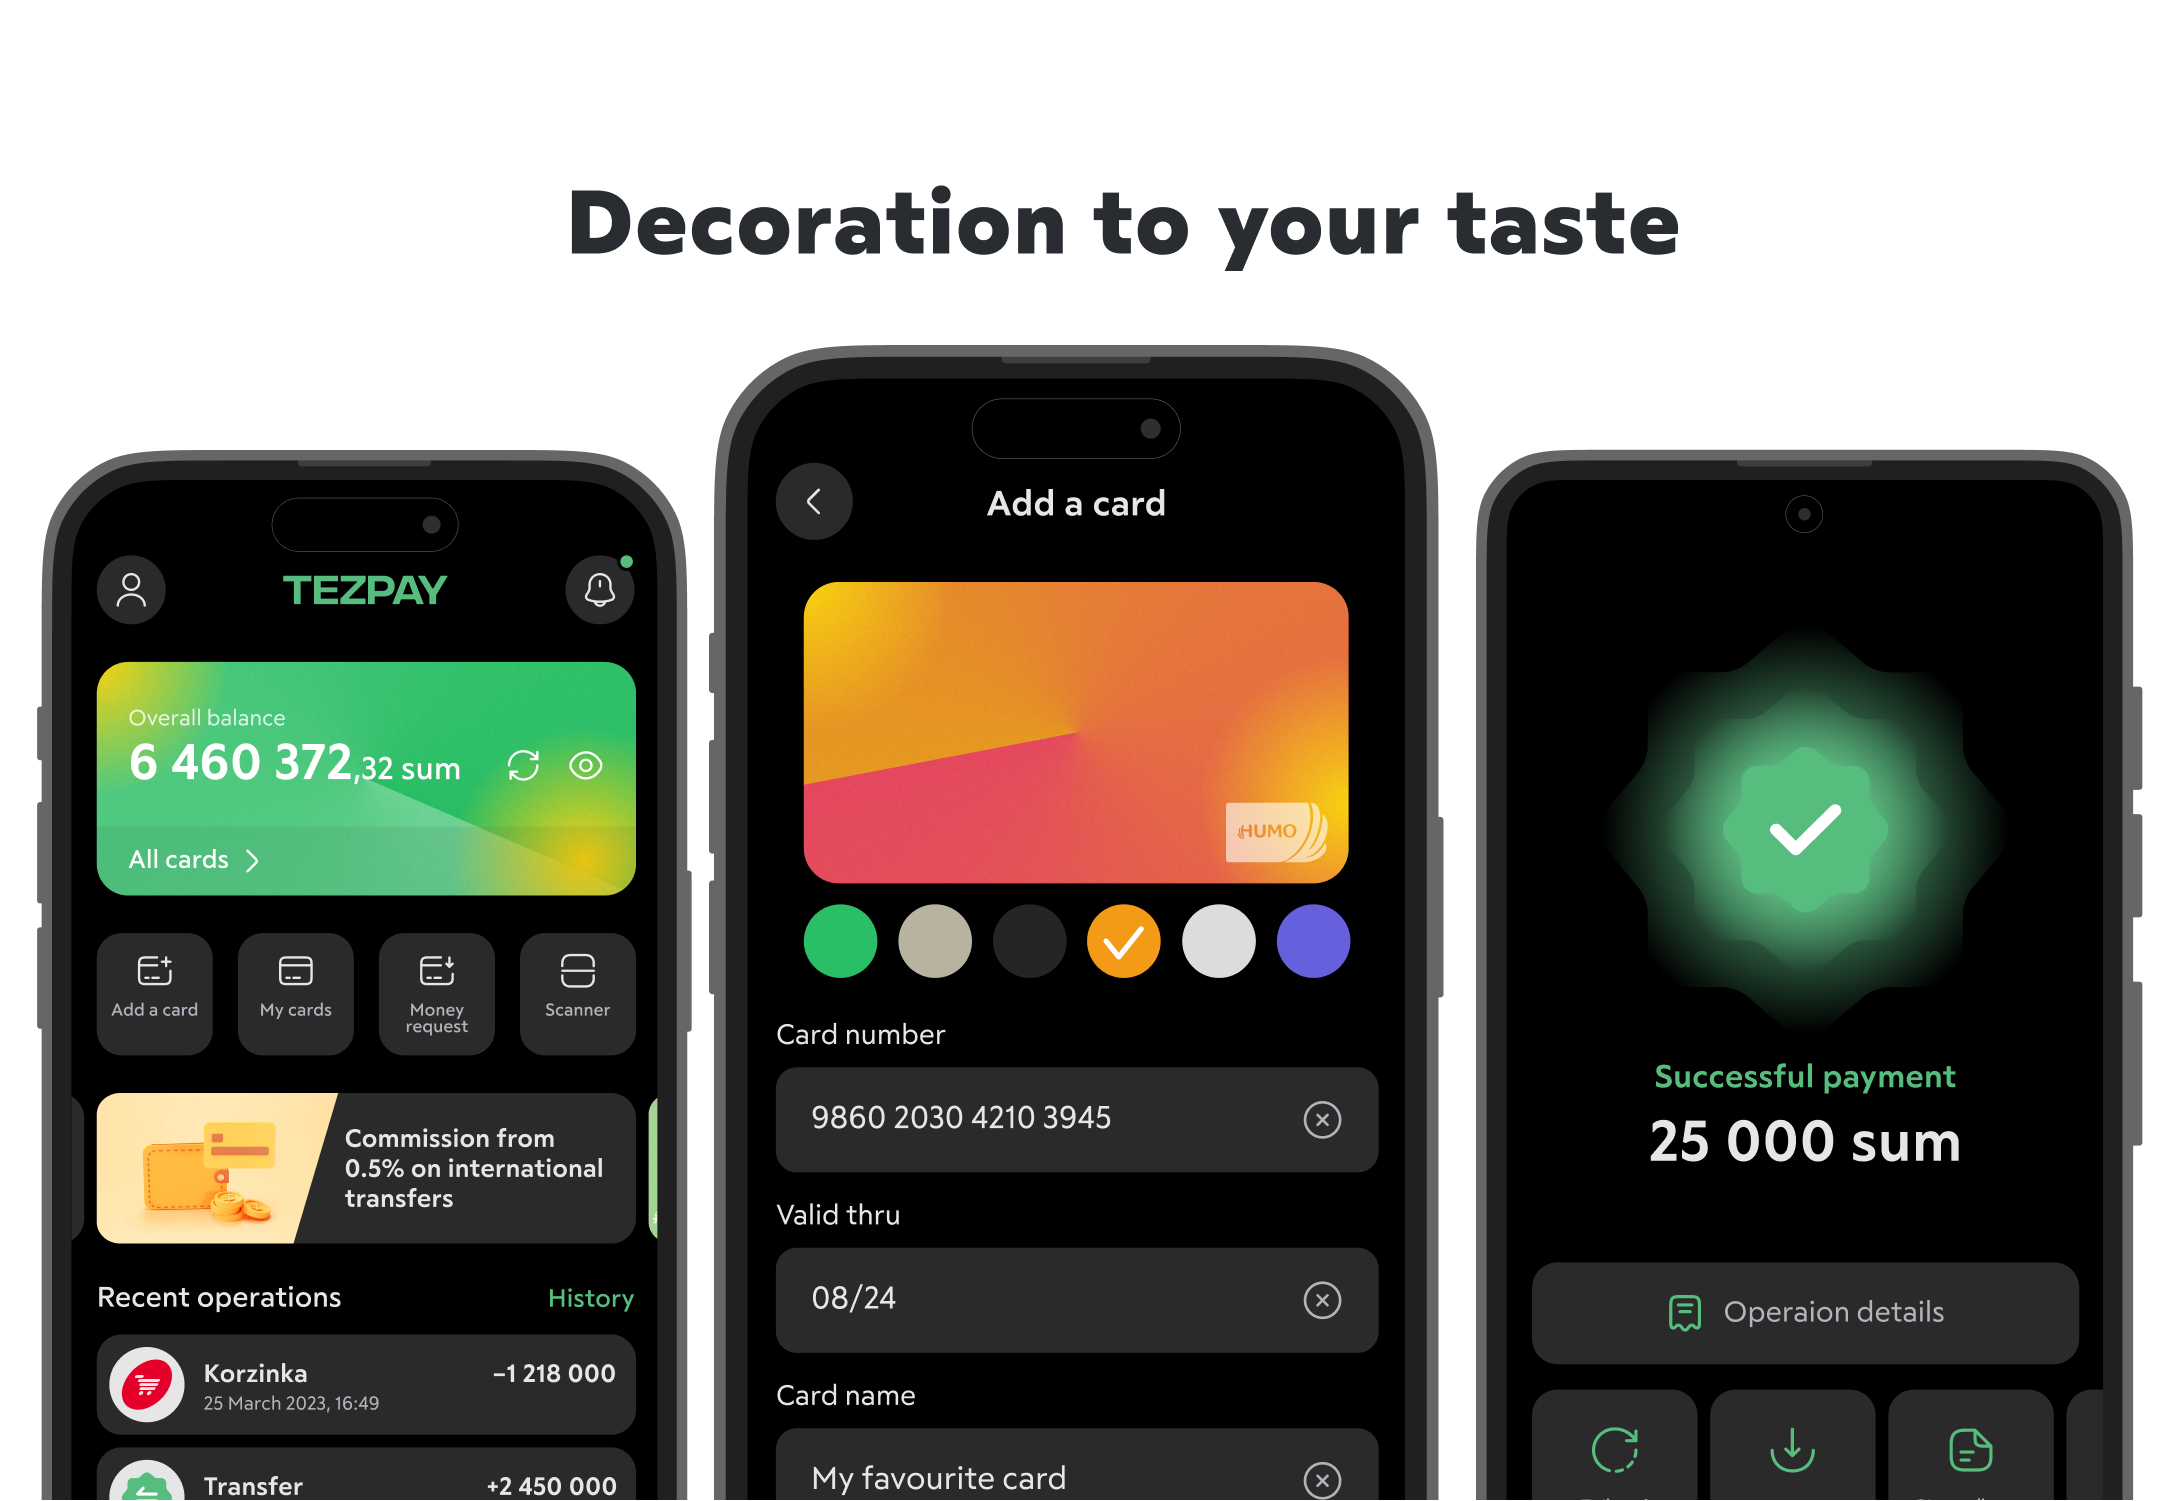 Decoration to your taste
TEZPAY
Overall balance
6 460 372,32 sum
All cards
Add a card
My cards
Money
request
Scanner
Commission from
0.5% on international
transfers
Recent operations
History
Korzinka
−1 218 000
25 March 2023, 16:49
Transfer
+2 450 000
Add a card
HUMO
Card number
9860 2030 4210 3945
Valid thru
08/24
Card name
My favourite card
Successful payment
25 000 sum
Operaion details